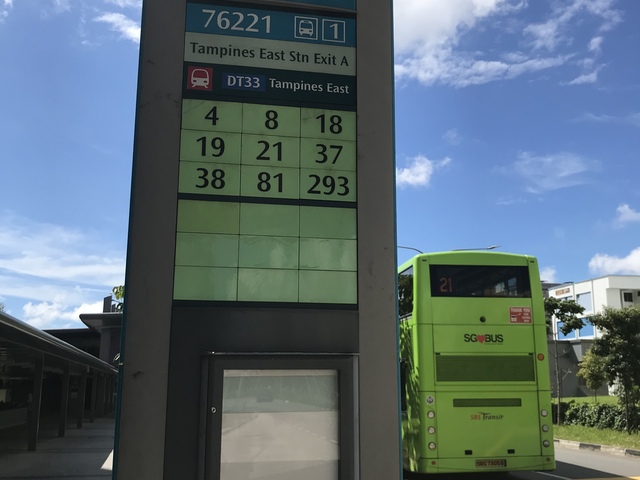 76221 1
Tampines East Stn Exit A
DT33 Tampines East
4 8 18
19 21 37
38 81 293
21
SG BUS
SBS Transit